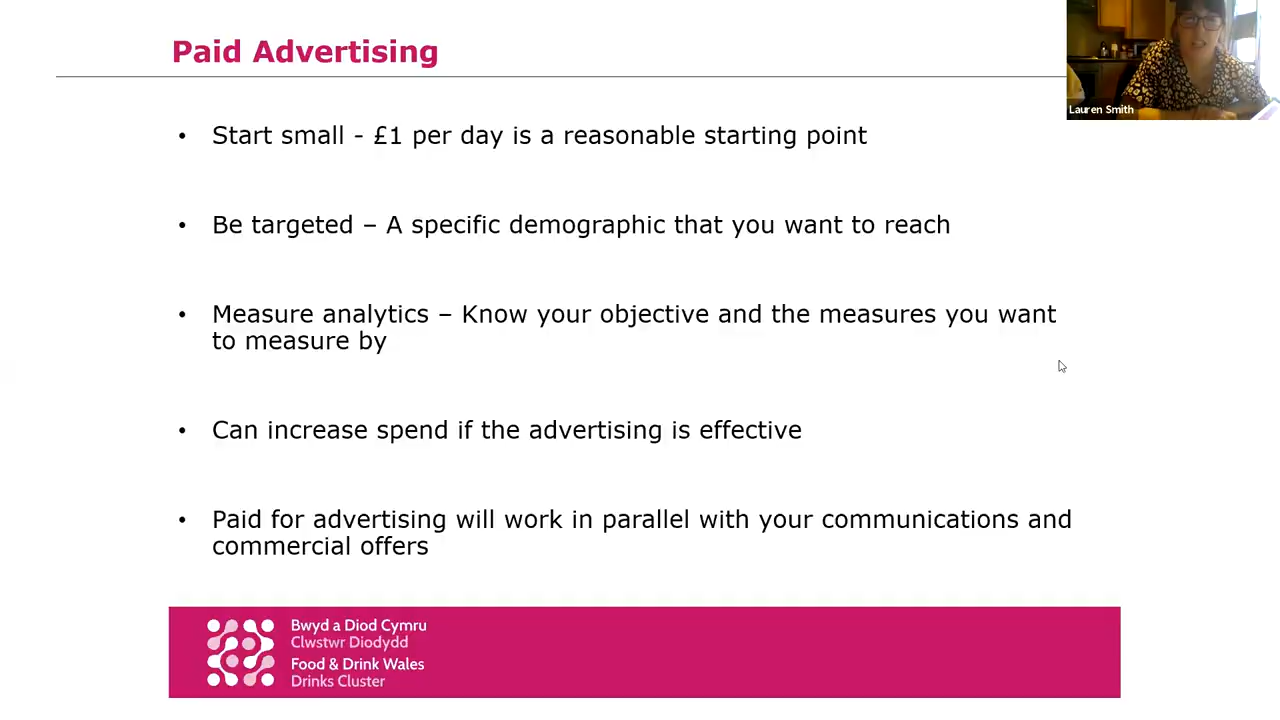 Paid Advertising
Lauren Smith
• Start small - £1 per day is a reasonable starting point
• Be targeted – A specific demographic that you want to reach
• Measure analytics – Know your objective and the measures you want
to measure by
• Can increase spend if the advertising is effective
• Paid for advertising will work in parallel with your communications and
commercial offers
Bwyd a Diod Cymru
Clwstwr Diodydd
Food & Drink Wales
Drinks Cluster